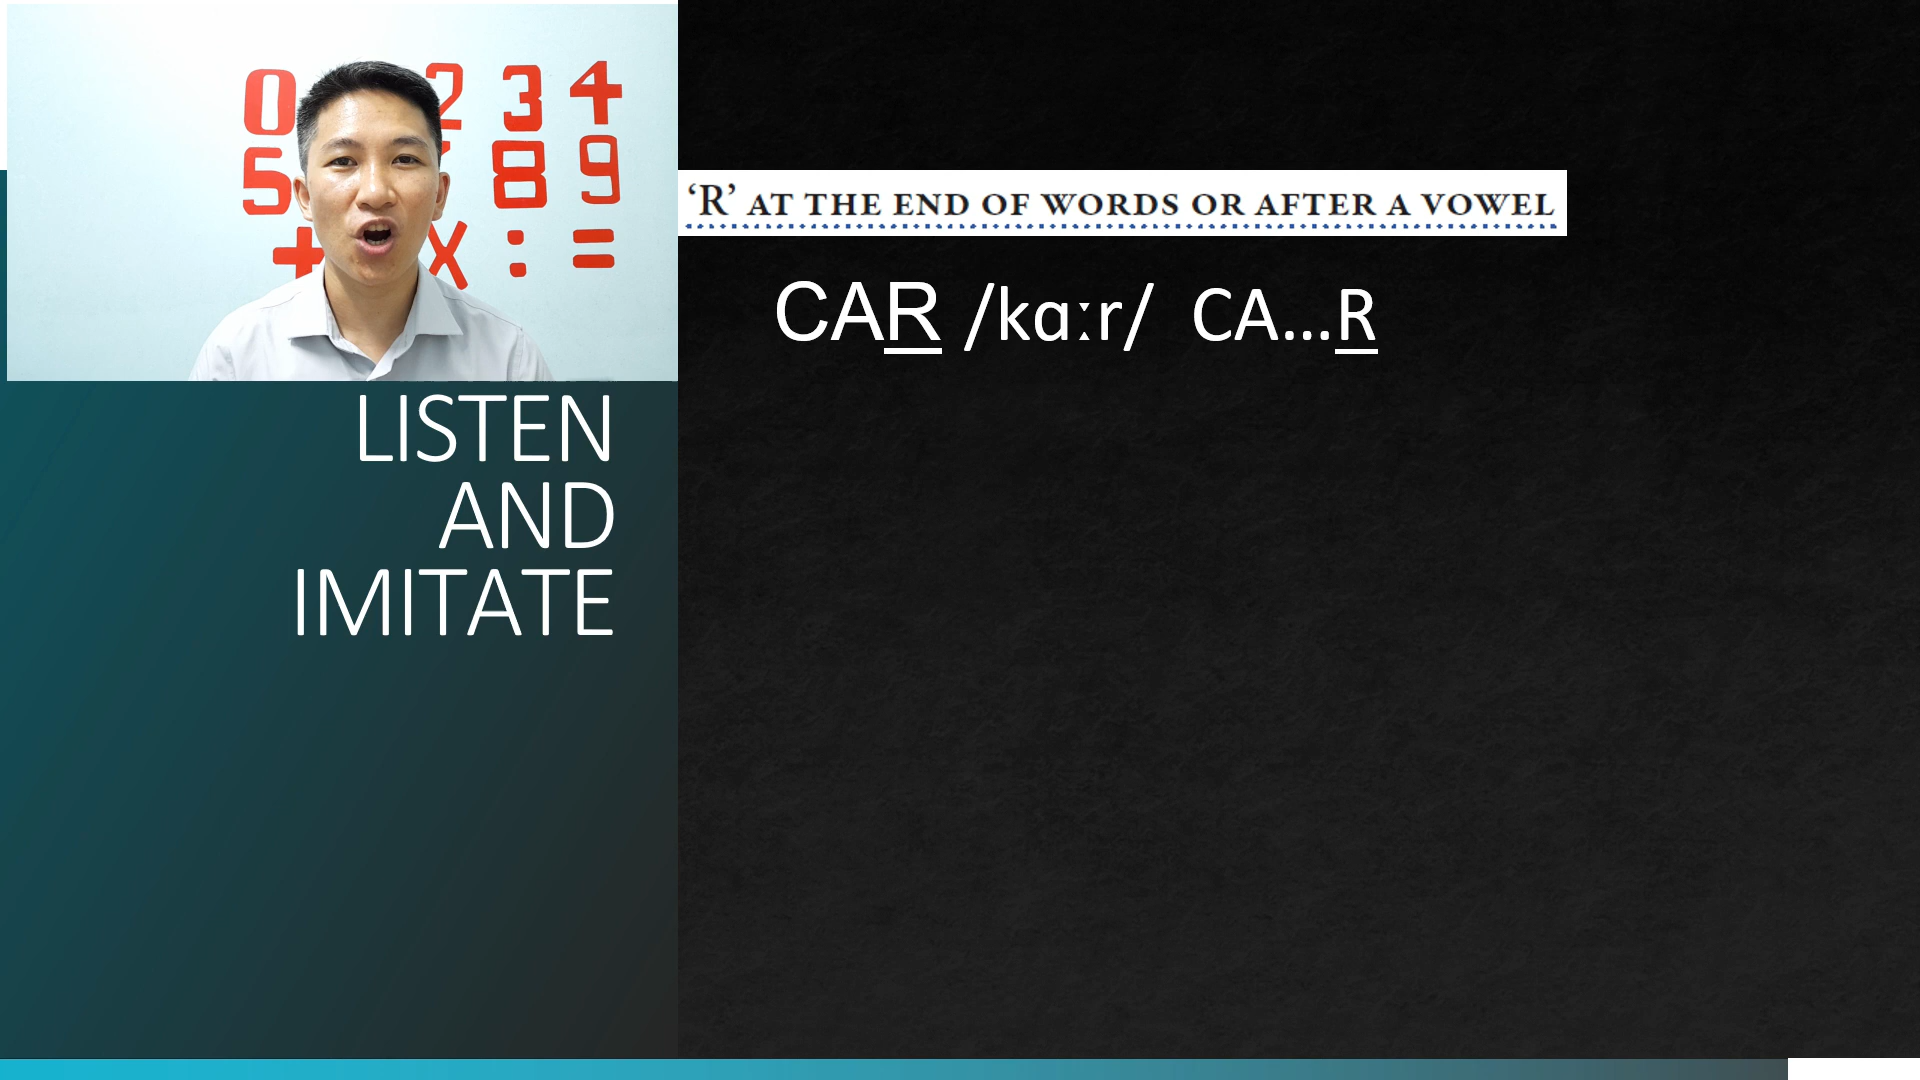 0 2 3 4
5 8 9
+ X : =
‘R’ AT THE END OF WORDS OR AFTER A VOWEL
CAR /kɑːr/ CA...R
LISTEN
AND
IMITATE